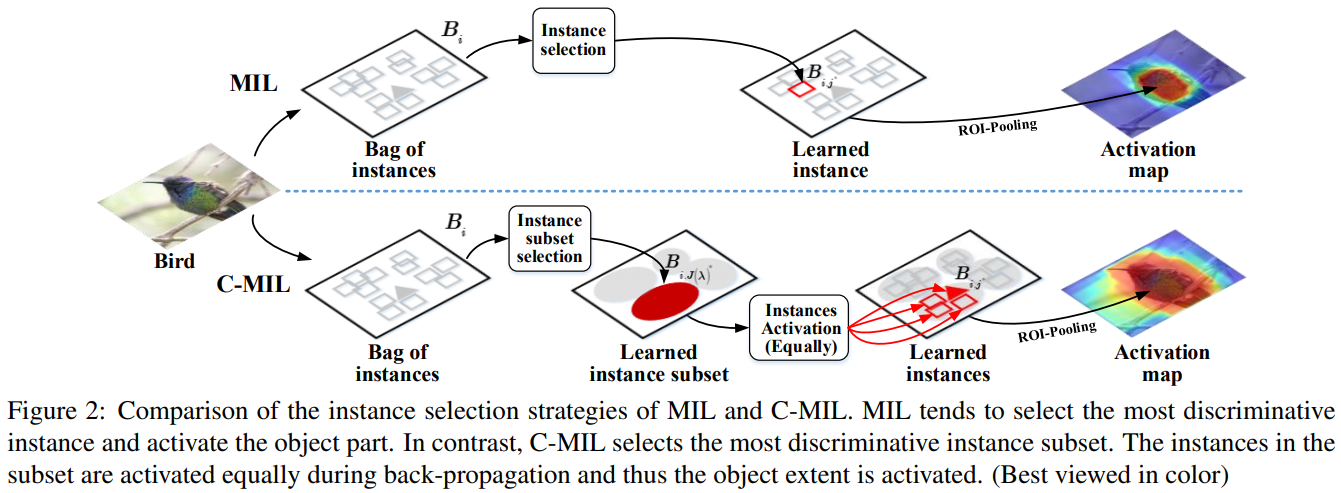 MIL
B_i
Instance
selection
B_{i,j^*}
ROI-Pooling
Bag of
instances
Learned
instance
Activation
map
Bird
C-MIL
B_i
Instance
subset
selection
B_{i,J(λ)^*}
Instances
Activation
(Equally)
B_{i,j^*}
ROI-Pooling
Bag of
instances
Learned
instance subset
Learned
instances
Activation
map
Figure 2: Comparison of the instance selection strategies of MIL and C-MIL. MIL tends to select the most discriminative
instance and activate the object part. In contrast, C-MIL selects the most discriminative instance subset. The instances in the
subset are activated equally during back-propagation and thus the object extent is activated. (Best viewed in color)